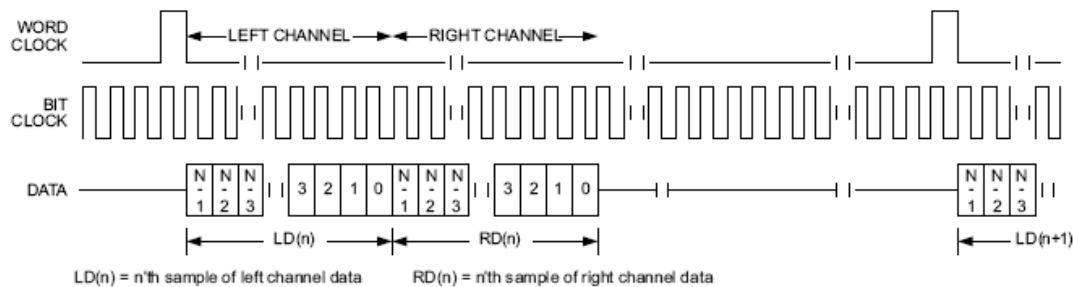 WORD
CLOCK
LEFT CHANNEL
RIGHT CHANNEL
BIT
CLOCK
DATA
N-1 N-2 N-3 3 2 1 0 N-1 N-2 N-3 3 2 1 0 N-1 N-2 N-3
LD(n) RD(n) LD(n+1)
LD(n) = n'th sample of left channel data RD(n) = n'th sample of right channel data